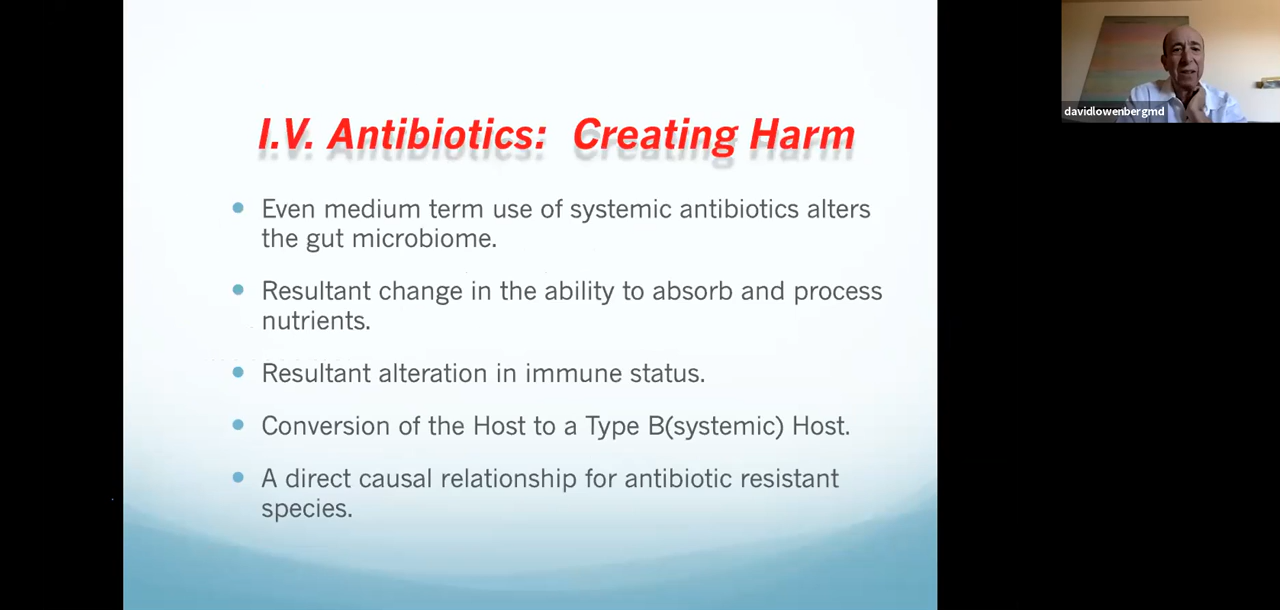 I.V. Antibiotics: Creating Harm
Even medium term use of systemic antibiotics alters
the gut microbiome.
Resultant change in the ability to absorb and process
nutrients.
Resultant alteration in immune status.
Conversion of the Host to a Type B(systemic) Host.
A direct causal relationship for antibiotic resistant
species.
davidlowenbergmd